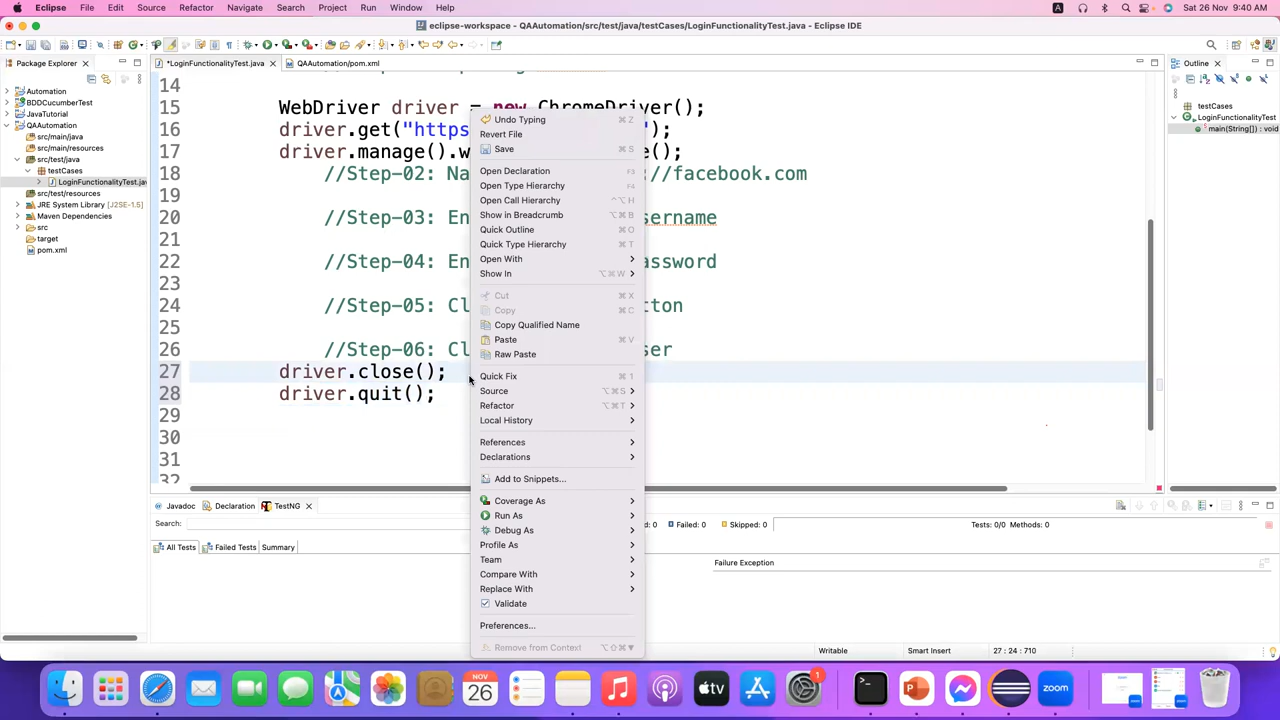 Eclipse File Edit Source Refactor Navigate Search Project Run Window Help A Sat 26 Nov 9:40 AM
eclipse-workspace - QAAutomation/src/test/java/testCases/LoginFunctionalityTest.java - Eclipse IDE
Package Explorer
*LoginFunctionalityTest.java
QAAutomation/pom.xml
Outline
Automation
BDDCucumberTest
JavaTutorial
QAAutomation
src/main/java
src/main/resources
src/test/java
testCases
LoginFunctionalityTest.jav
src/test/resources
JRE System Library [J2SE-1.5]
Maven Dependencies
src
target
pom.xml
14
15 WebDriver driver = new ChromeDriver();
16 driver.get("https ");
17 driver.manage().w e();
18 //Step-02: Na //facebook.com
19
20 //Step-03: En sername
21
22 //Step-04: En assword
23
24 //Step-05: Cl tton
25
26 //Step-06: Cl ser
27 driver.close();
28 driver.quit();
29
30
31
32
Undo Typing ⌘Z
Revert File
Save ⌘S
Open Declaration F3
Open Type Hierarchy F4
Open Call Hierarchy ^⌥H
Show in Breadcrumb ⌥⌘B
Quick Outline ⌘O
Quick Type Hierarchy ⌘T
Open With
Show In ⌥⌘W
Cut ⌘X
Copy ⌘C
Copy Qualified Name
Paste ⌘V
Raw Paste
Quick Fix ⌘1
Source ⌥⌘S
Refactor ⌥⌘T
Local History
References
Declarations
Add to Snippets...
Coverage As
Run As
Debug As
Profile As
Team
Compare With
Replace With
Validate
Preferences...
Remove from Context ⌥⇧⌘▼
testCases
LoginFunctionalityTest
main(String[]) : void
Javadoc Declaration TestNG
Search: 0 Failed: 0 Skipped: 0 Tests: 0/0 Methods: 0
All Tests Failed Tests Summary
Failure Exception
Writable Smart Insert 27 : 24 : 710
NOV
26
tv
1
zoom